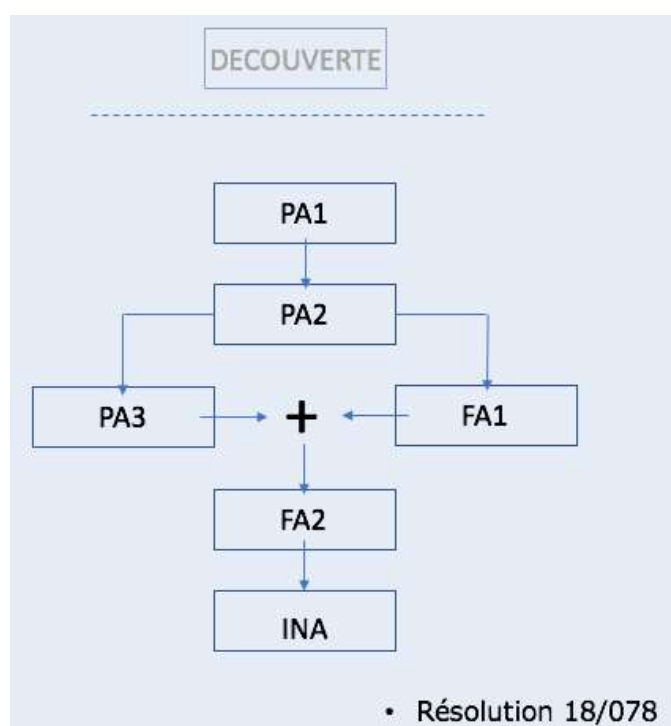 DECOUVERTE
PA1
PA2
PA3 + FA1
FA2
INA
• Résolution 18/078